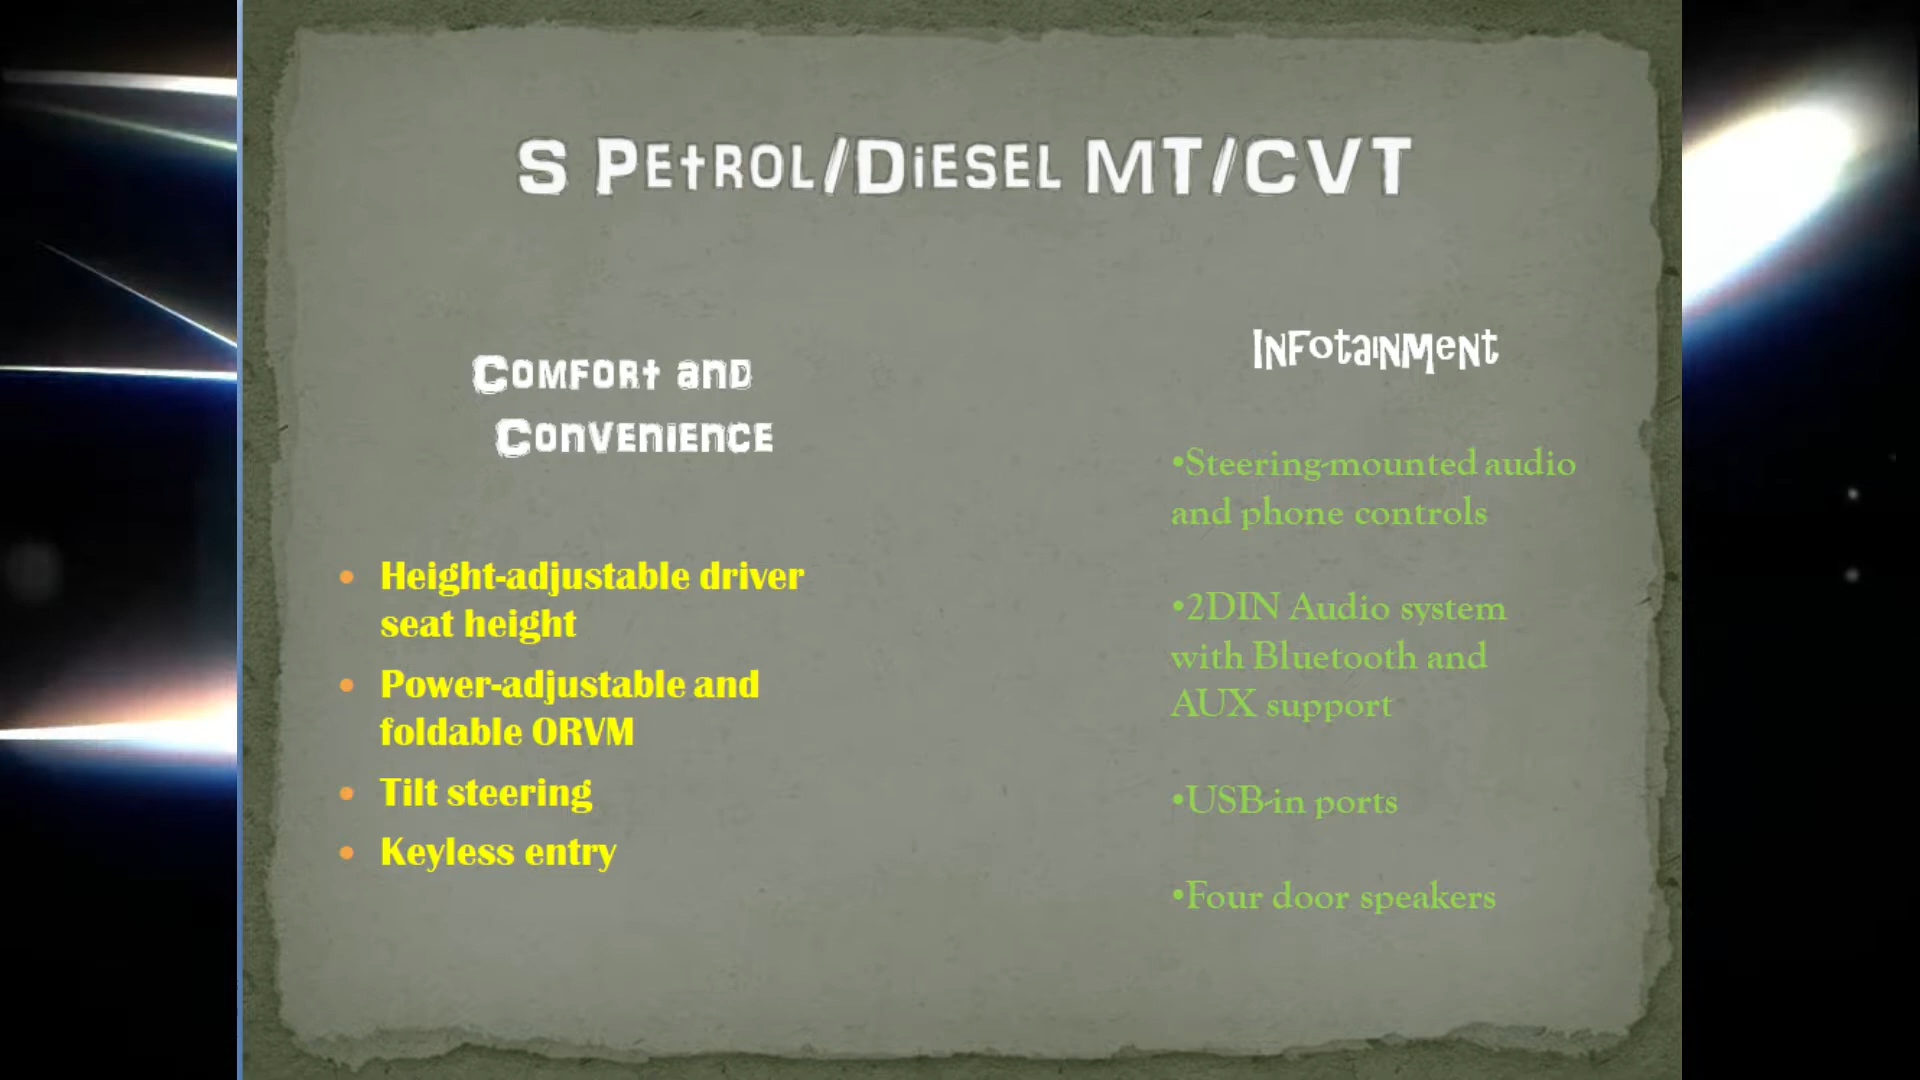 S Petrol/Diesel MT/CVT
Comfort and
Convenience
• Height-adjustable driver
seat height
• Power-adjustable and
foldable ORVM
• Tilt steering
• Keyless entry
Infotainment
•Steering-mounted audio
and phone controls
•2DIN Audio system
with Bluetooth and
AUX support
•USB-in ports
•Four door speakers